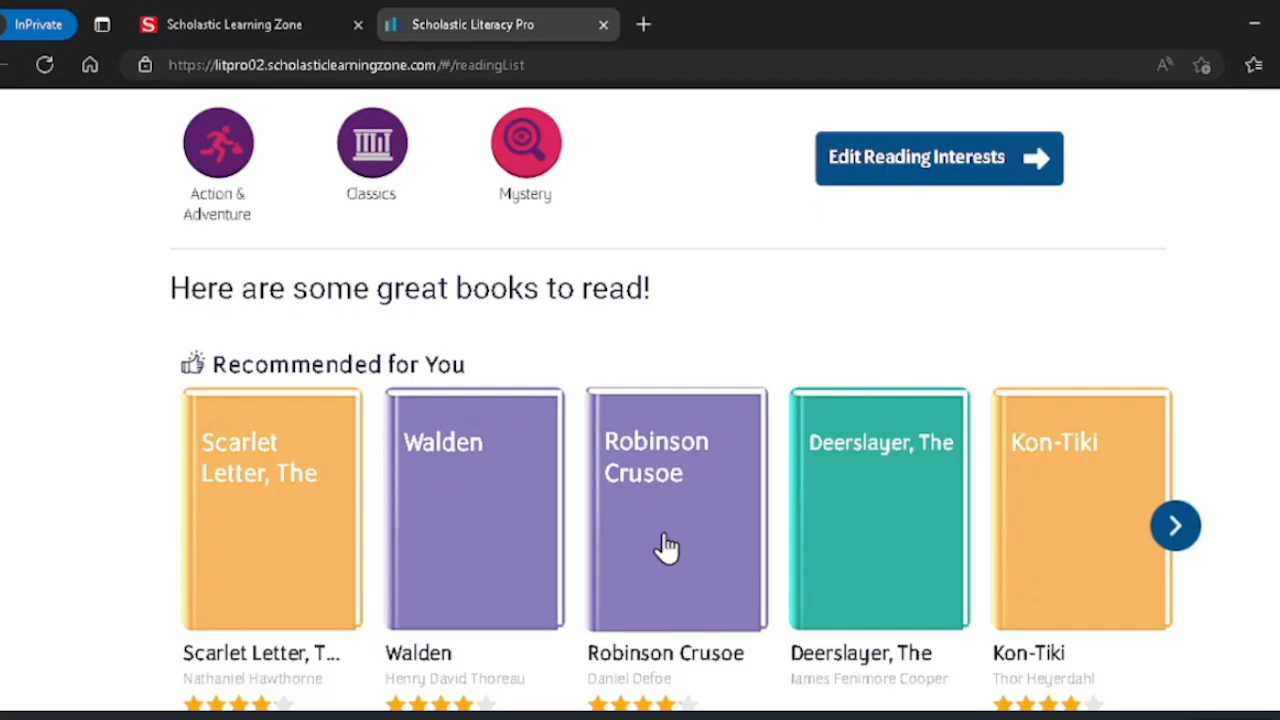 InPrivate
Scholastic Learning Zone
Scholastic Literacy Pro
https://litpro02.scholasticlearningzone.com/#/readingList
Action &
Adventure
Classics
Mystery
Edit Reading Interests
Here are some great books to read!
Recommended for You
Scarlet
Letter, The
Walden
Robinson
Crusoe
Deerslayer, The
Kon-Tiki
Scarlet Letter, T...
Walden
Robinson Crusoe
Deerslayer, The
Kon-Tiki
Nathaniel Hawthorne
Henry David Thoreau
Daniel Defoe
James Fenimore Cooper
Thor Heyerdahl